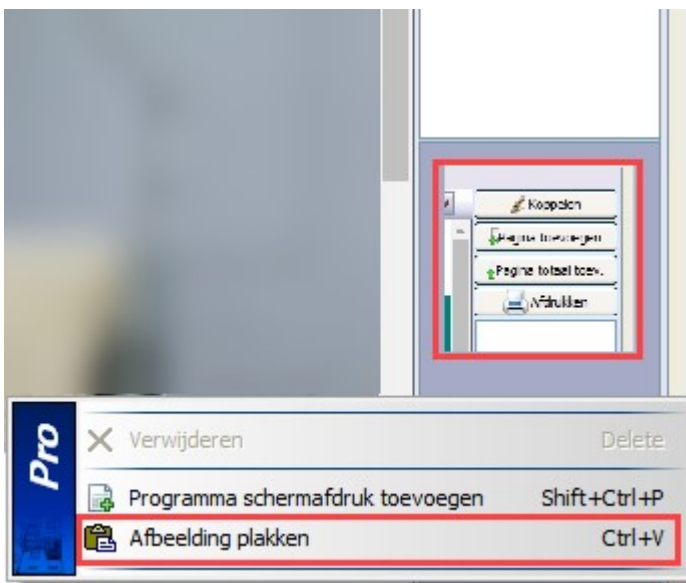 Koppelen
Pagina toevoegen
Pagina totaal toev.
Afdrukken
Pro
Verwijderen Delete
Programma schermafdruk toevoegen Shift+Ctrl+P
Afbeelding plakken Ctrl+V